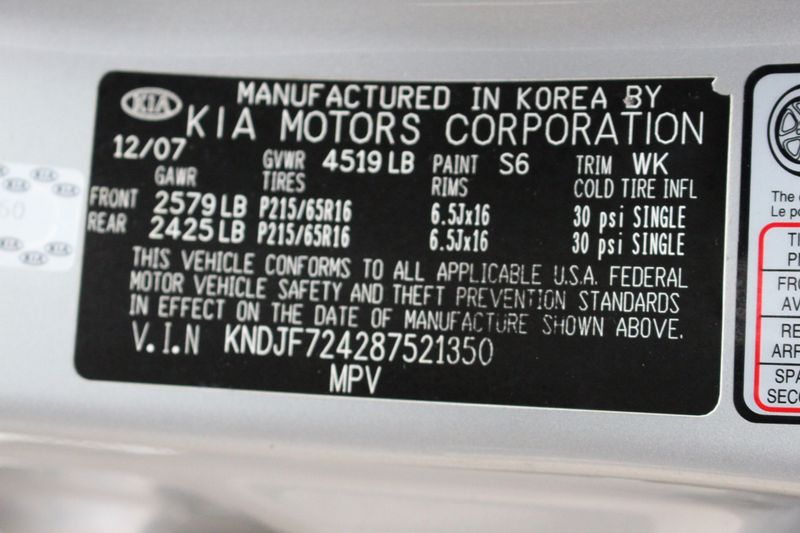 KIA
MANUFACTURED IN KOREA BY
KIA MOTORS CORPORATION
12/07 GVWR 4519 LB PAINT S6 TRIM WK
GAWR TIRES RIMS COLD TIRE INFL
FRONT 2579 LB P215/65R16 6.5Jx16 30 psi SINGLE
REAR 2425 LB P215/65R16 6.5Jx16 30 psi SINGLE
THIS VEHICLE CONFORMS TO ALL APPLICABLE U.S.A. FEDERAL
MOTOR VEHICLE SAFETY AND THEFT PREVENTION STANDARDS
IN EFFECT ON THE DATE OF MANUFACTURE SHOWN ABOVE.
V.I.N KNDJF724287521350
MPV
The
Le